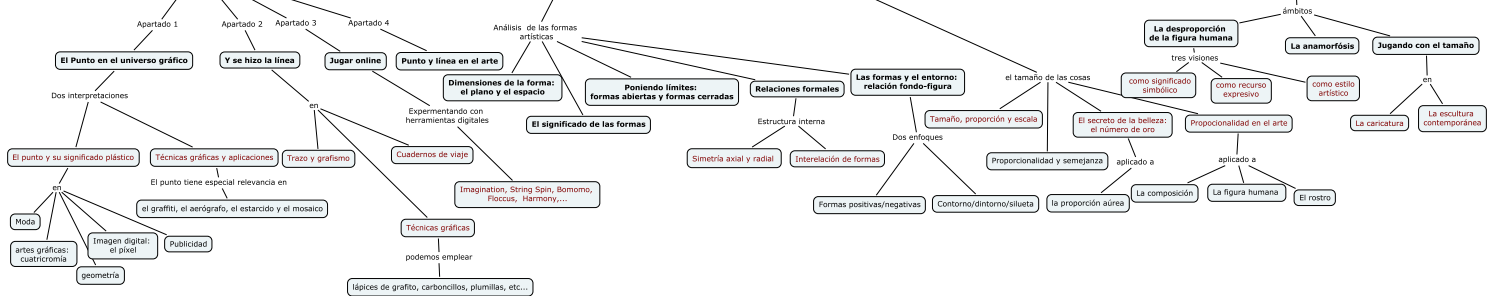 Apartado 1
Apartado 2
Apartado 3
Apartado 4
El Punto en el universo gráfico
Y se hizo la línea
Jugar online
Punto y línea en el arte
Dos interpretaciones
en
Expermentando con
herramientas digitales
El punto y su significado plástico
Técnicas gráficas y aplicaciones
Trazo y grafismo
Cuadernos de viaje
en
El punto tiene especial relevancia en
Imagination, String Spin, Bomomo,
Floccus, Harmony,...
el graffiti, el aerógrafo, el estarcido y el mosaico
Moda
artes gráficas:
cuatricromía
Imagen digital:
el píxel
Publicidad
geometría
Técnicas gráficas
podemos emplear
lápices de grafito, carboncillos, plumillas, etc...
Análisis de las formas
artísticas
Dimensiones de la forma:
el plano y el espacio
El significado de las formas
Poniendo límites:
formas abiertas y formas cerradas
Relaciones formales
Las formas y el entorno:
relación fondo-figura
Estructura interna
Simetría axial y radial
Interelación de formas
Dos enfoques
Formas positivas/negativas
Contorno/dintorno/silueta
el tamaño de las cosas
Tamaño, proporción y escala
Proporcionalidad y semejanza
El secreto de la belleza:
el número de oro
Propocionalidad en el arte
aplicado a
la proporción aúrea
aplicado a
La composición
La figura humana
El rostro
ámbitos
La desproporción
de la figura humana
La anamorfósis
Jugando con el tamaño
tres visiones
como significado
simbólico
como recurso
expresivo
como estilo
artístico
en
La caricatura
La escultura
contemporánea